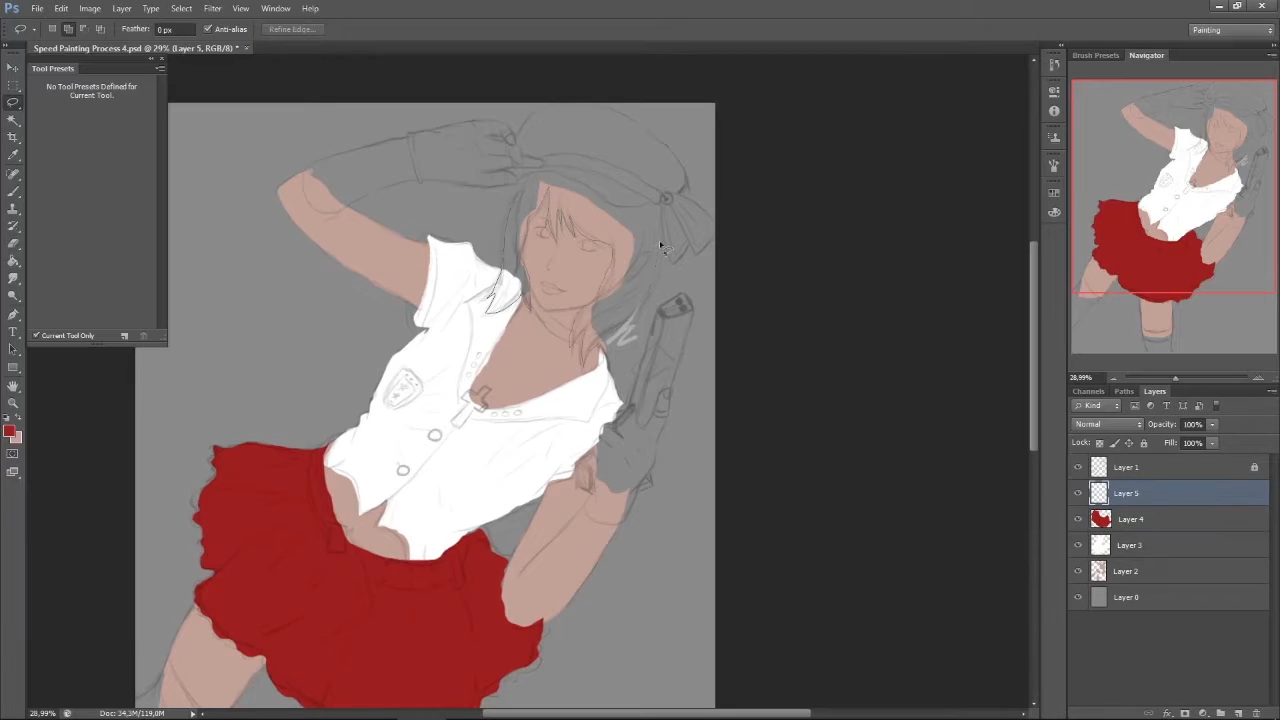 Ps File Edit Image Layer Type Select Filter View Window Help
Feather: 0 px Anti-alias Refine Edge... Painting
Speed Painting Process 4.psd @ 29% (Layer 5, RGB/8) * ×
Tool Presets
No Tool Presets Defined for
Current Tool.
Current Tool Only
Brush Presets Navigator
28,99%
Channels Paths Layers
Kind
Normal Opacity: 100%
Lock: Fill: 100%
Layer 1
Layer 5
Layer 4
Layer 3
Layer 2
Layer 0
28,99% Doc: 34,3M/119,0M